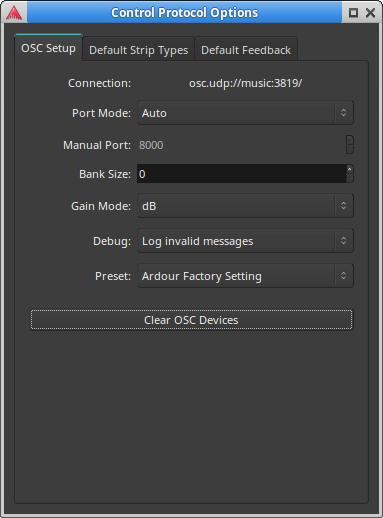 Control Protocol Options
OSC Setup Default Strip Types Default Feedback
Connection: osc.udp://music:3819/
Port Mode: Auto
Manual Port: 8000
Bank Size: 0
Gain Mode: dB
Debug: Log invalid messages
Preset: Ardour Factory Setting
Clear OSC Devices